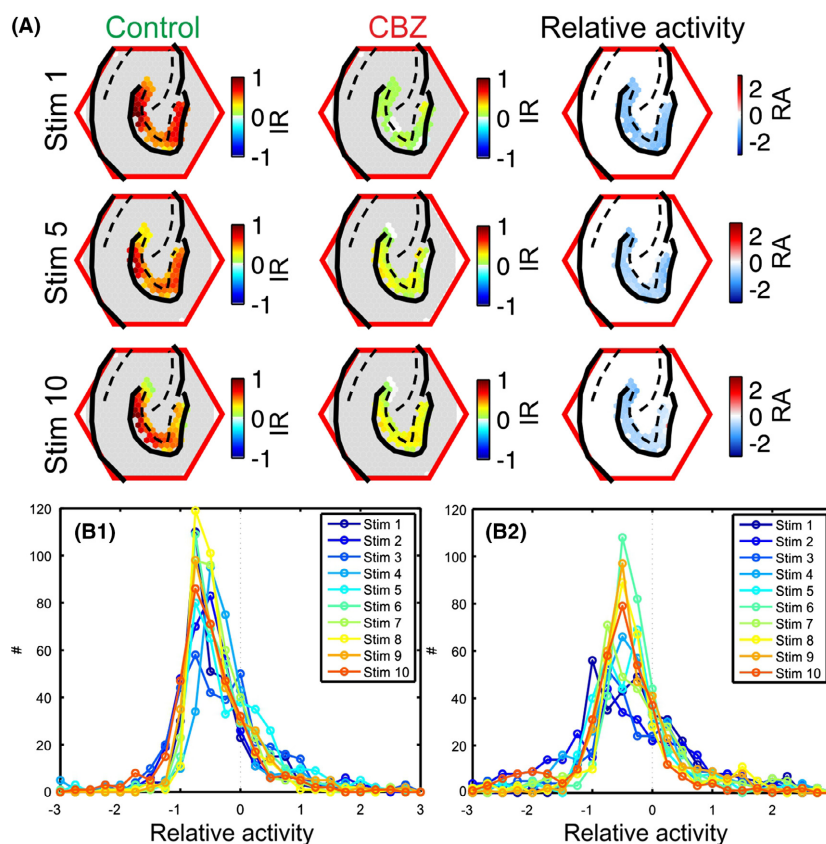 (A)
Control
CBZ
Relative activity
Stim 1
1
0
-1
IR
1
0
-1
IR
2
0
-2
RA
Stim 5
1
0
-1
IR
1
0
-1
IR
2
0
-2
RA
Stim 10
1
0
-1
IR
1
0
-1
IR
2
0
-2
RA
(B1)
120
100
80
60
40
20
0
#
-3 -2 -1 0 1 2 3
Relative activity
Stim 1
Stim 2
Stim 3
Stim 4
Stim 5
Stim 6
Stim 7
Stim 8
Stim 9
Stim 10
(B2)
120
100
80
60
40
20
0
#
-3 -2 -1 0 1 2
Relative activity
Stim 1
Stim 2
Stim 3
Stim 4
Stim 5
Stim 6
Stim 7
Stim 8
Stim 9
Stim 10